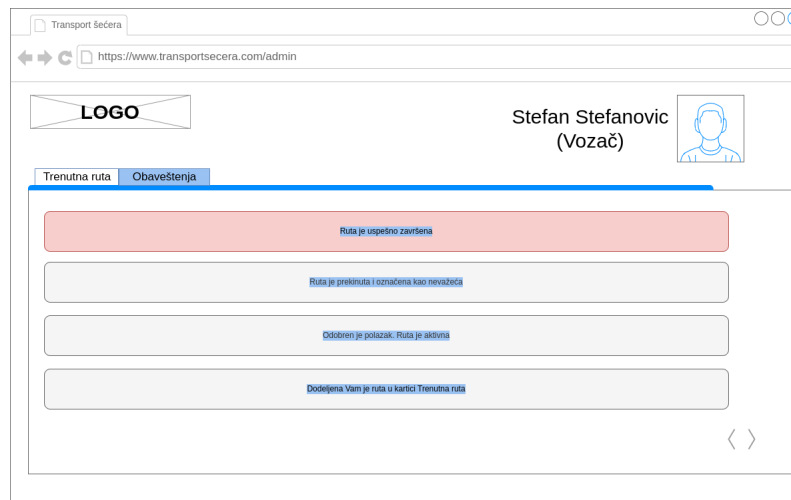 Transport šećera
https://www.transportsecera.com/admin
LOGO
Stefan Stefanovic
(Vozač)
Trenutna ruta
Obaveštenja
Ruta je uspešno završena
Ruta je prekinuta i označena kao nevažeća
Odobren je polazak. Ruta je aktivna
Dodeljena Vam je ruta u kartici Trenutna ruta